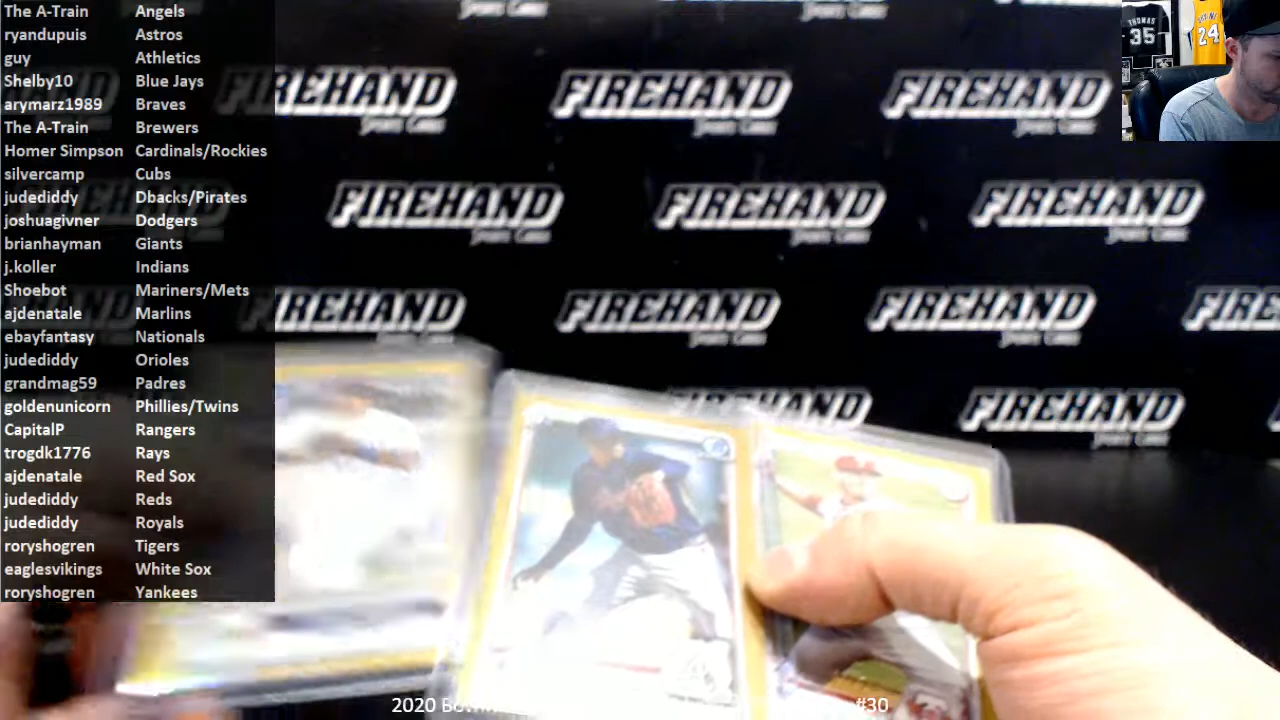 The A-Train Angels
ryandupuis Astros
guy Athletics
Shelby10 Blue Jays
arymarz1989 Braves
The A-Train Brewers
Homer Simpson Cardinals/Rockies
silvercamp Cubs
judediddy Dbacks/Pirates
joshuagivner Dodgers
brianhayman Giants
j.koller Indians
Shoebot Mariners/Mets
ajdenatale Marlins
ebayfantasy Nationals
judediddy Orioles
grandmag59 Padres
goldenunicorn Phillies/Twins
CapitalP Rangers
trogdk1776 Rays
ajdenatale Red Sox
judediddy Reds
judediddy Royals
roryshogren Tigers
eaglesvikings White Sox
roryshogren Yankees
THOMAS
35
24
FIREHAND FIREHAND FIREHAND
FIREHAND FIREHAND FIREHAND
FIREHAND FIREHAND FIREHAND
FIREHAND
2020 #30